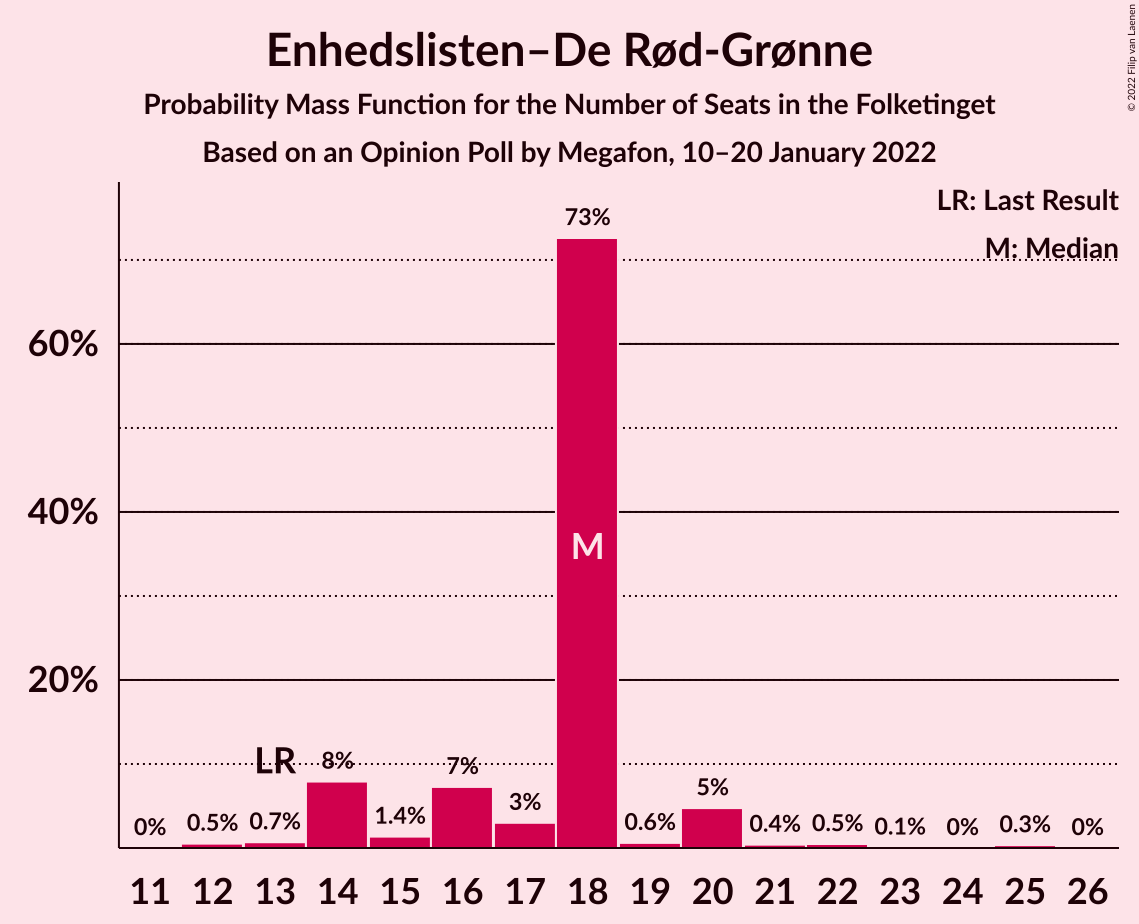 Enhedslisten–De Rød-Grønne
Probability Mass Function for the Number of Seats in the Folketinget
Based on an Opinion Poll by Megafon, 10–20 January 2022
© 2022 Filip van Laenen
LR: Last Result
M: Median
60%
40%
20%
0%
0.5%
0.7%
LR
8%
1.4%
7%
3%
73%
M
0.6%
5%
0.4%
0.5%
0.1%
0%
0.3%
0%
11 12 13 14 15 16 17 18 19 20 21 22 23 24 25 26